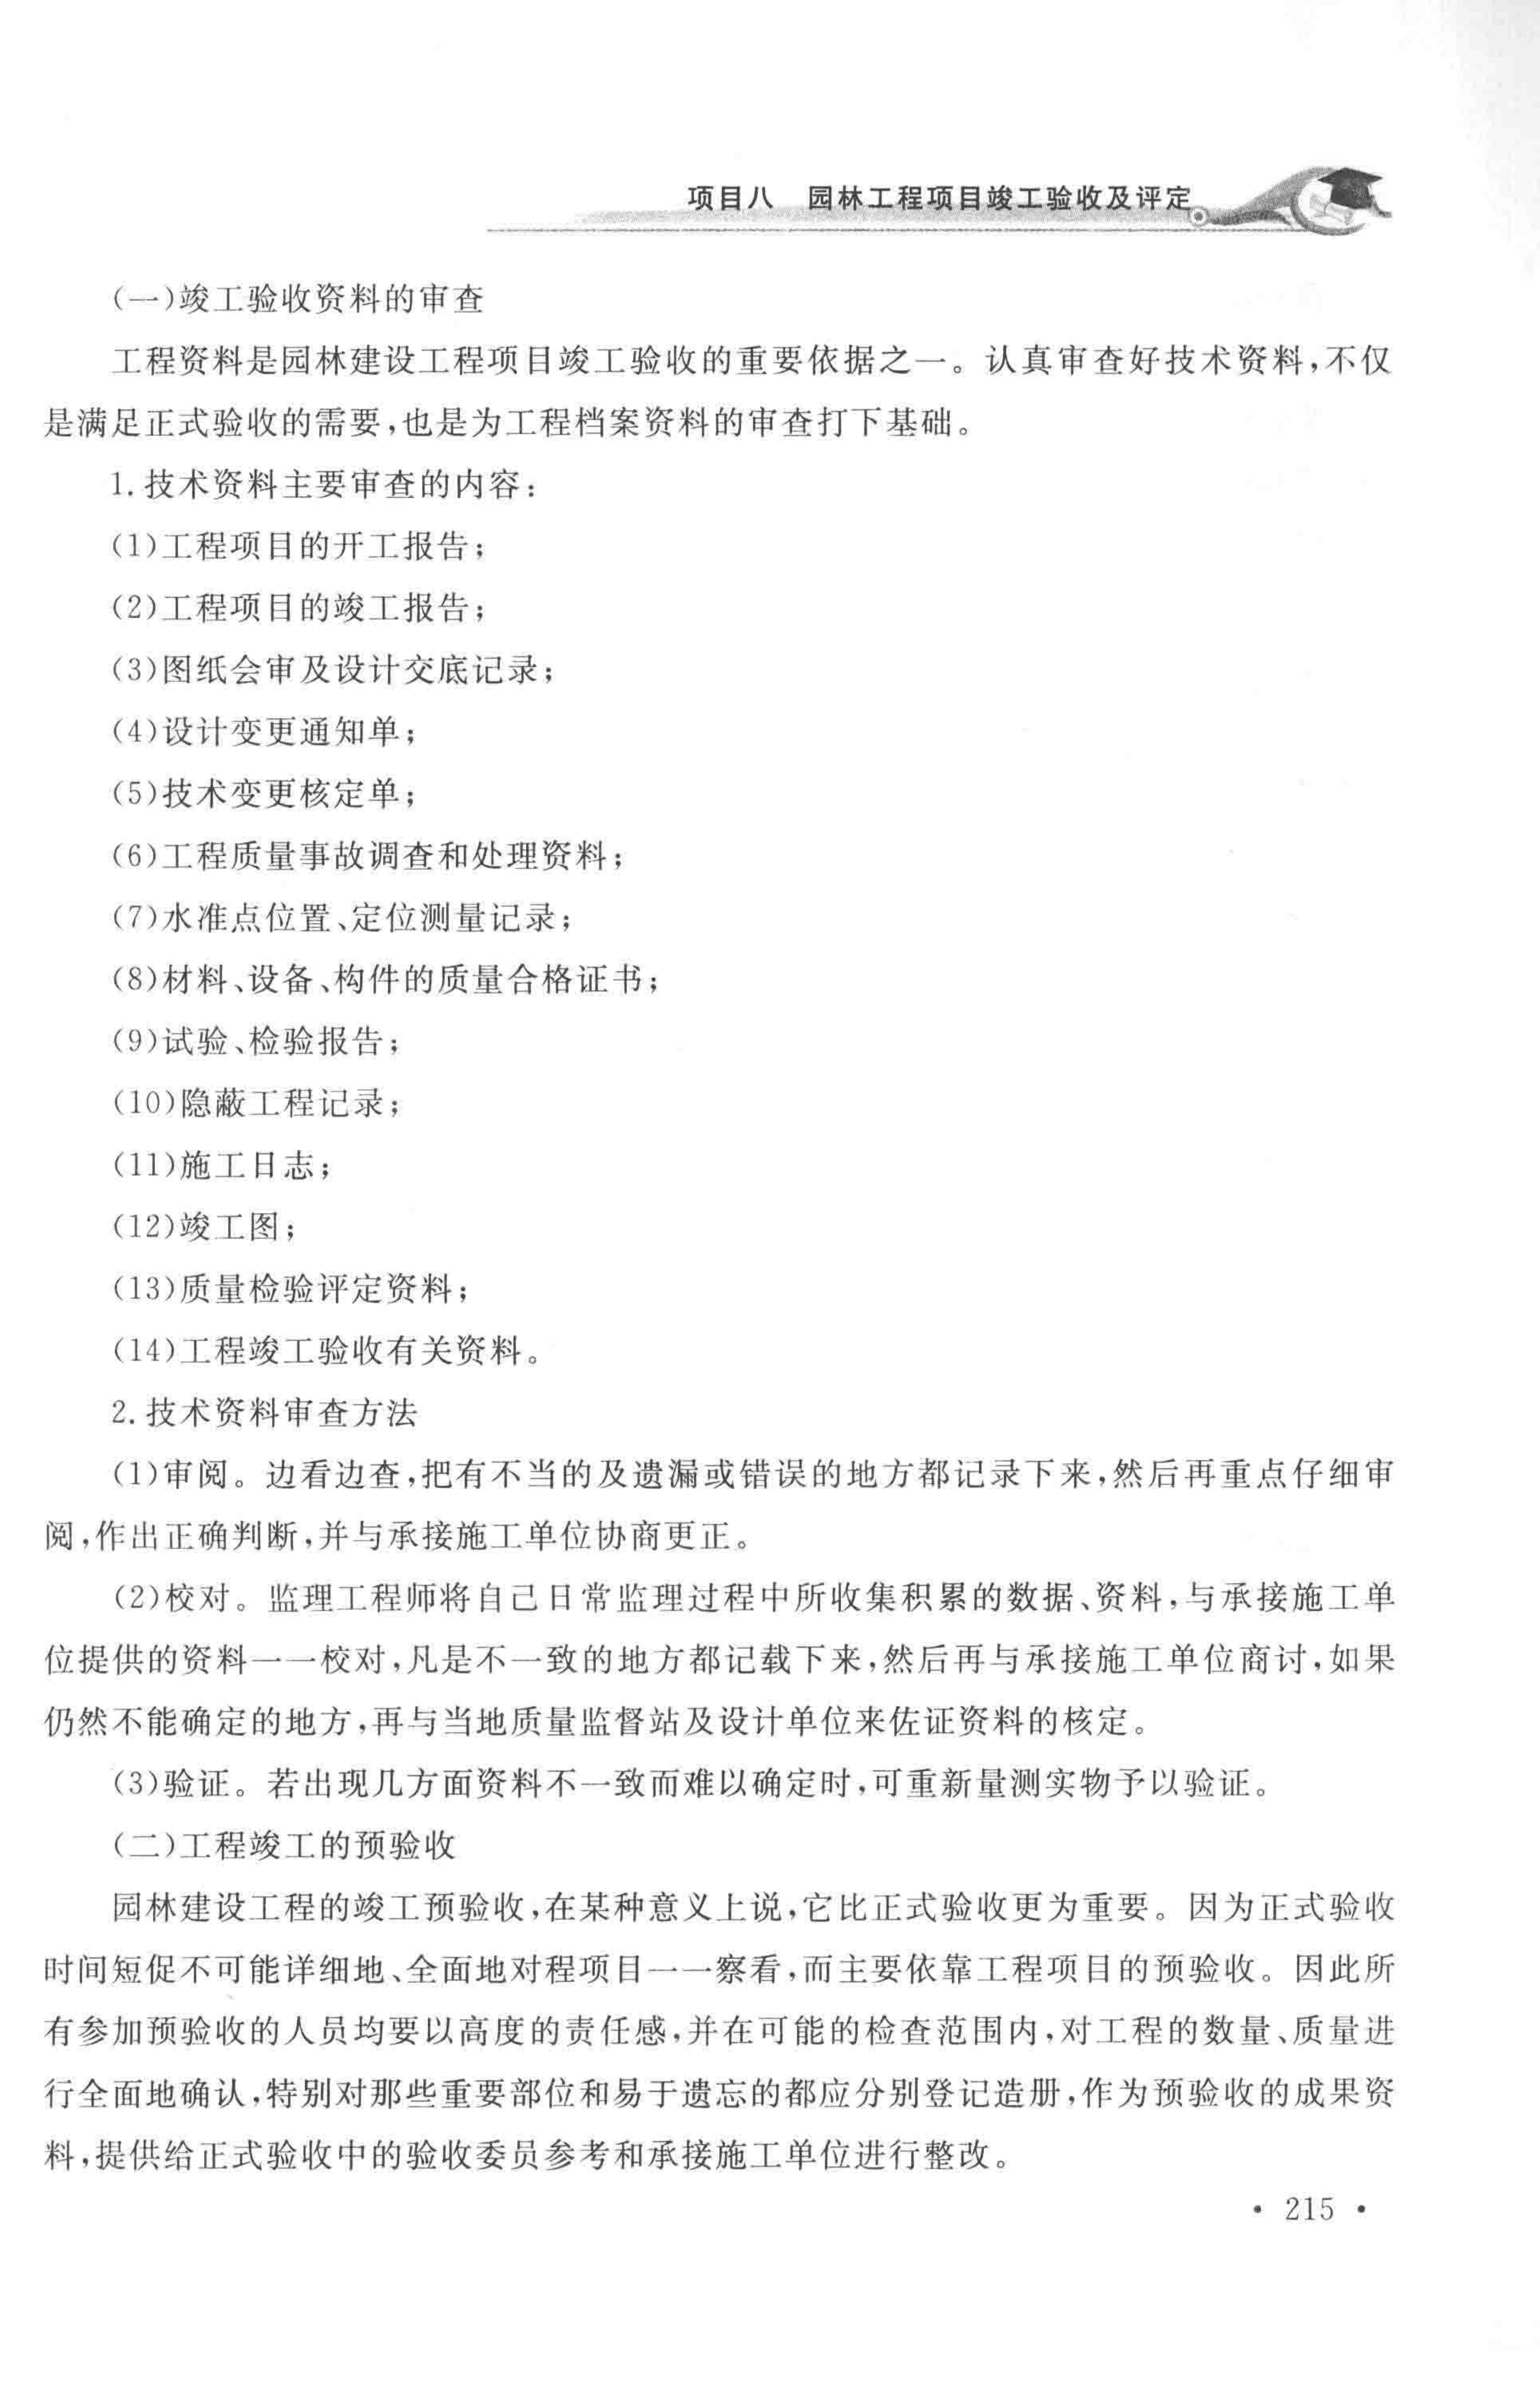 项目八　园林工程项目竣工验收及评定
(一)竣工验收资料的审查
工程资料是园林建设工程项目竣工验收的重要依据之一。认真审查好技术资料,不仅
是满足正式验收的需要,也是为工程档案资料的审查打下基础。
1.技术资料主要审查的内容:
(1)工程项目的开工报告;
(2)工程项目的竣工报告;
(3)图纸会审及设计交底记录;
(4)设计变更通知单;
(5)技术变更核定单;
(6)工程质量事故调查和处理资料;
(7)水准点位置、定位测量记录;
(8)材料、设备、构件的质量合格证书;
(9)试验、检验报告;
(10)隐蔽工程记录;
(11)施工日志;
(12)竣工图;
(13)质量检验评定资料;
(14)工程竣工验收有关资料。
2.技术资料审查方法
(1)审阅。边看边查,把有不当的及遗漏或错误的地方都记录下来,然后再重点仔细审
阅,作出正确判断,并与承接施工单位协商更正。
(2)校对。监理工程师将自己日常监理过程中所收集积累的数据、资料,与承接施工单
位提供的资料一一校对,凡是不一致的地方都记载下来,然后再与承接施工单位商讨,如果
仍然不能确定的地方,再与当地质量监督站及设计单位来佐证资料的核定。
(3)验证。若出现几方面资料不一致而难以确定时,可重新量测实物予以验证。
(二)工程竣工的预验收
园林建设工程的竣工预验收,在某种意义上说,它比正式验收更为重要。因为正式验收
时间短促不可能详细地、全面地对程项目一一察看,而主要依靠工程项目的预验收。因此所
有参加预验收的人员均要以高度的责任感,并在可能的检查范围内,对工程的数量、质量进
行全面地确认,特别对那些重要部位和易于遗忘的都应分别登记造册,作为预验收的成果资
料,提供给正式验收中的验收委员参考和承接施工单位进行整改。
• 215 •